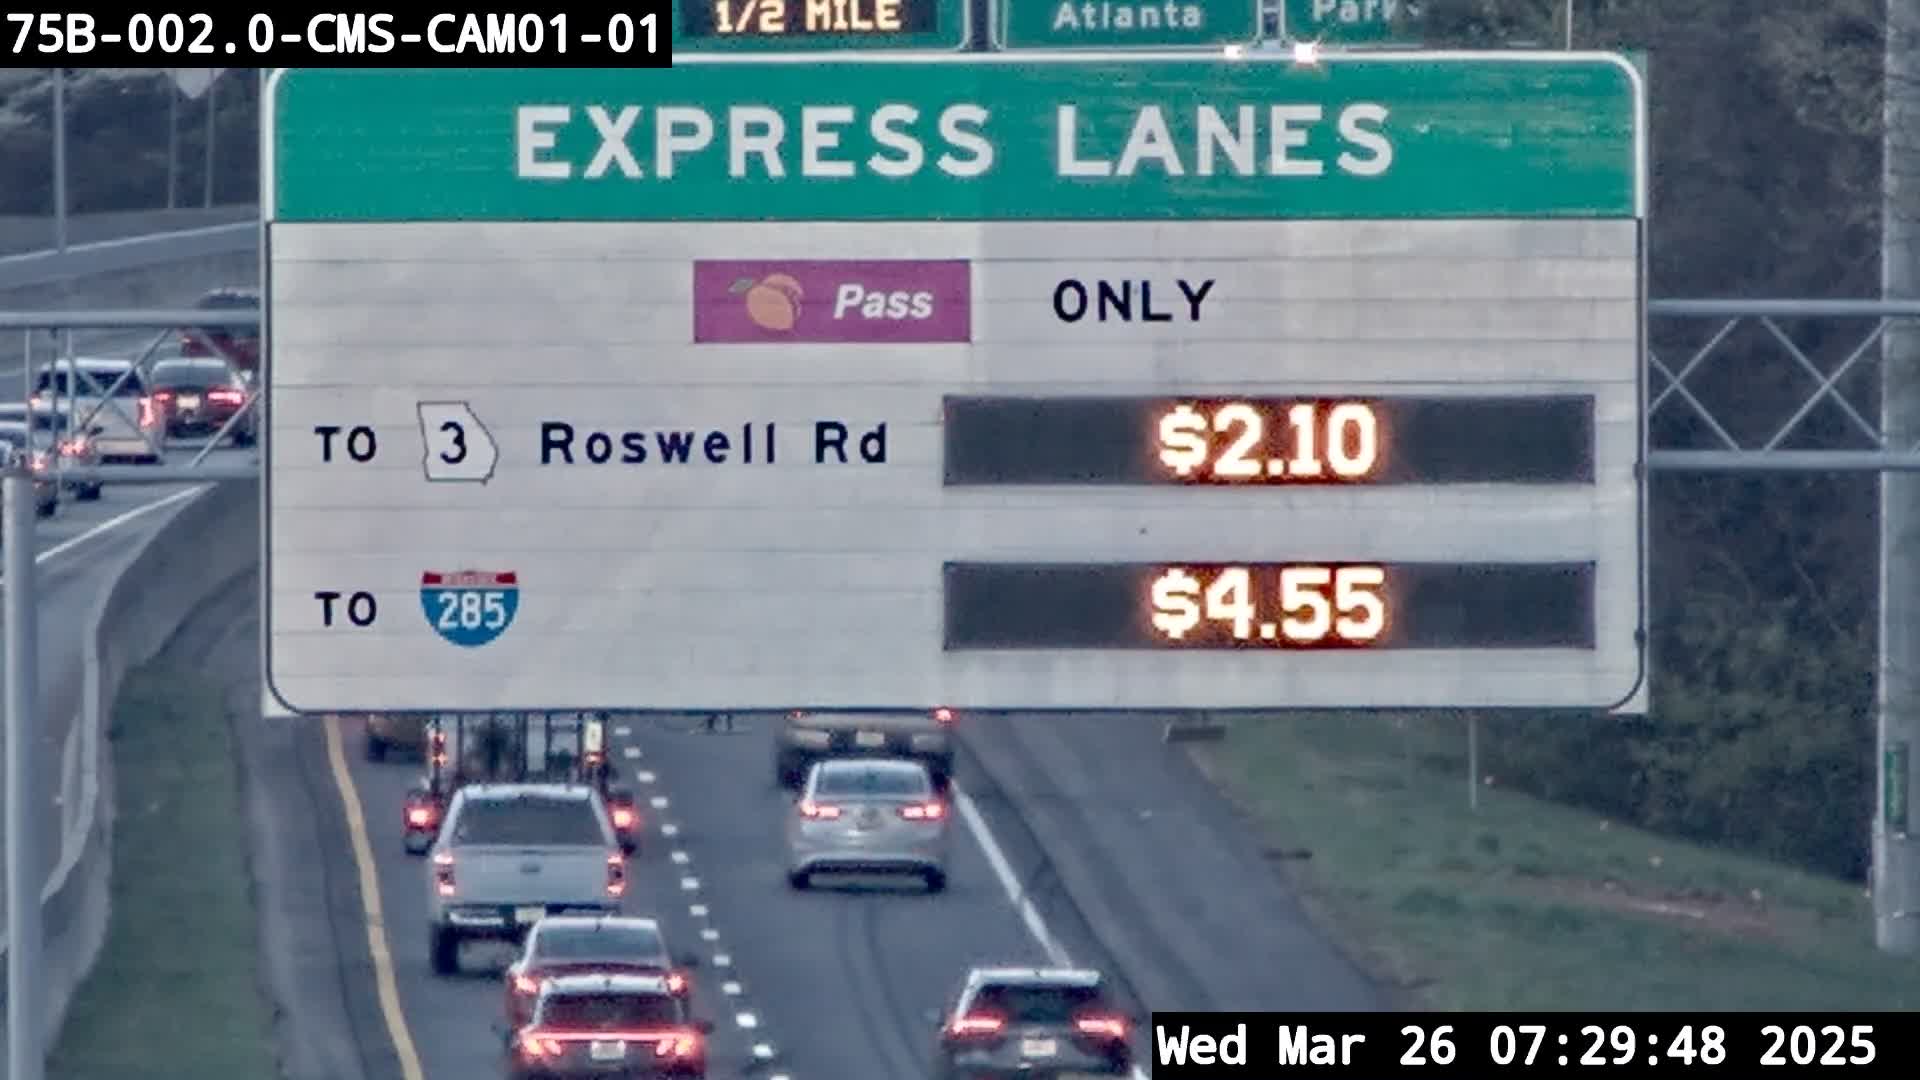 75B-002.0-CMS-CAM01-01
1/2 MILE
Atlanta
Park
EXPRESS LANES
Pass ONLY
TO 3 Roswell Rd $2.10
TO 285 $4.55
Wed Mar 26 07:29:48 2025